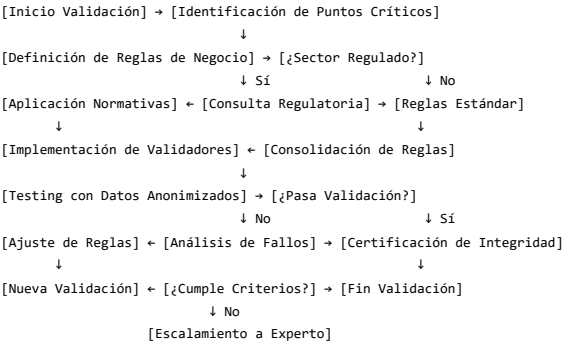 [Inicio Validación] → [Identificación de Puntos Críticos]
↓
[Definición de Reglas de Negocio] → [¿Sector Regulado?]
↓ Sí ↓ No
[Aplicación Normativas] ← [Consulta Regulatoria] → [Reglas Estándar]
↓ ↓
[Implementación de Validadores] ← [Consolidación de Reglas]
↓
[Testing con Datos Anonimizados] → [¿Pasa Validación?]
↓ No ↓ Sí
[Ajuste de Reglas] ← [Análisis de Fallos] → [Certificación de Integridad]
↓ ↓
[Nueva Validación] ← [¿Cumple Criterios?] → [Fin Validación]
↓ No
[Escalamiento a Experto]